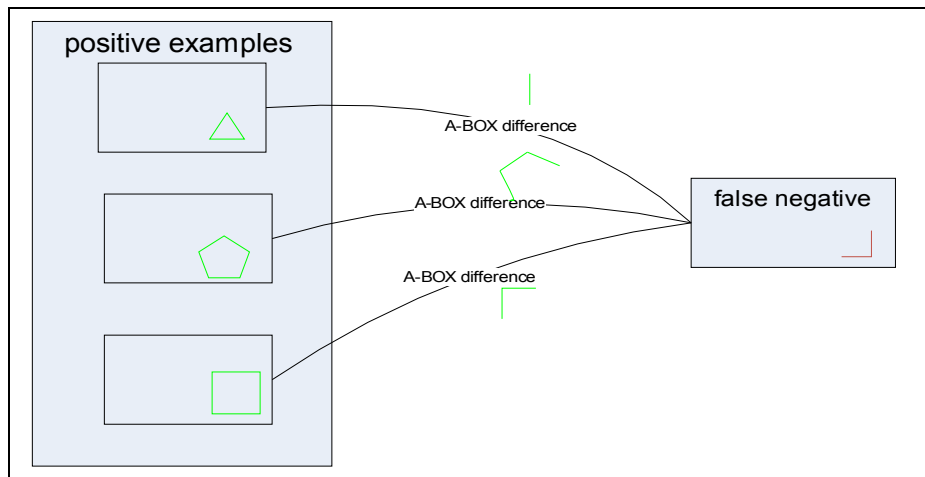 positive examples
A-BOX difference
A-BOX difference
false negative
A-BOX difference